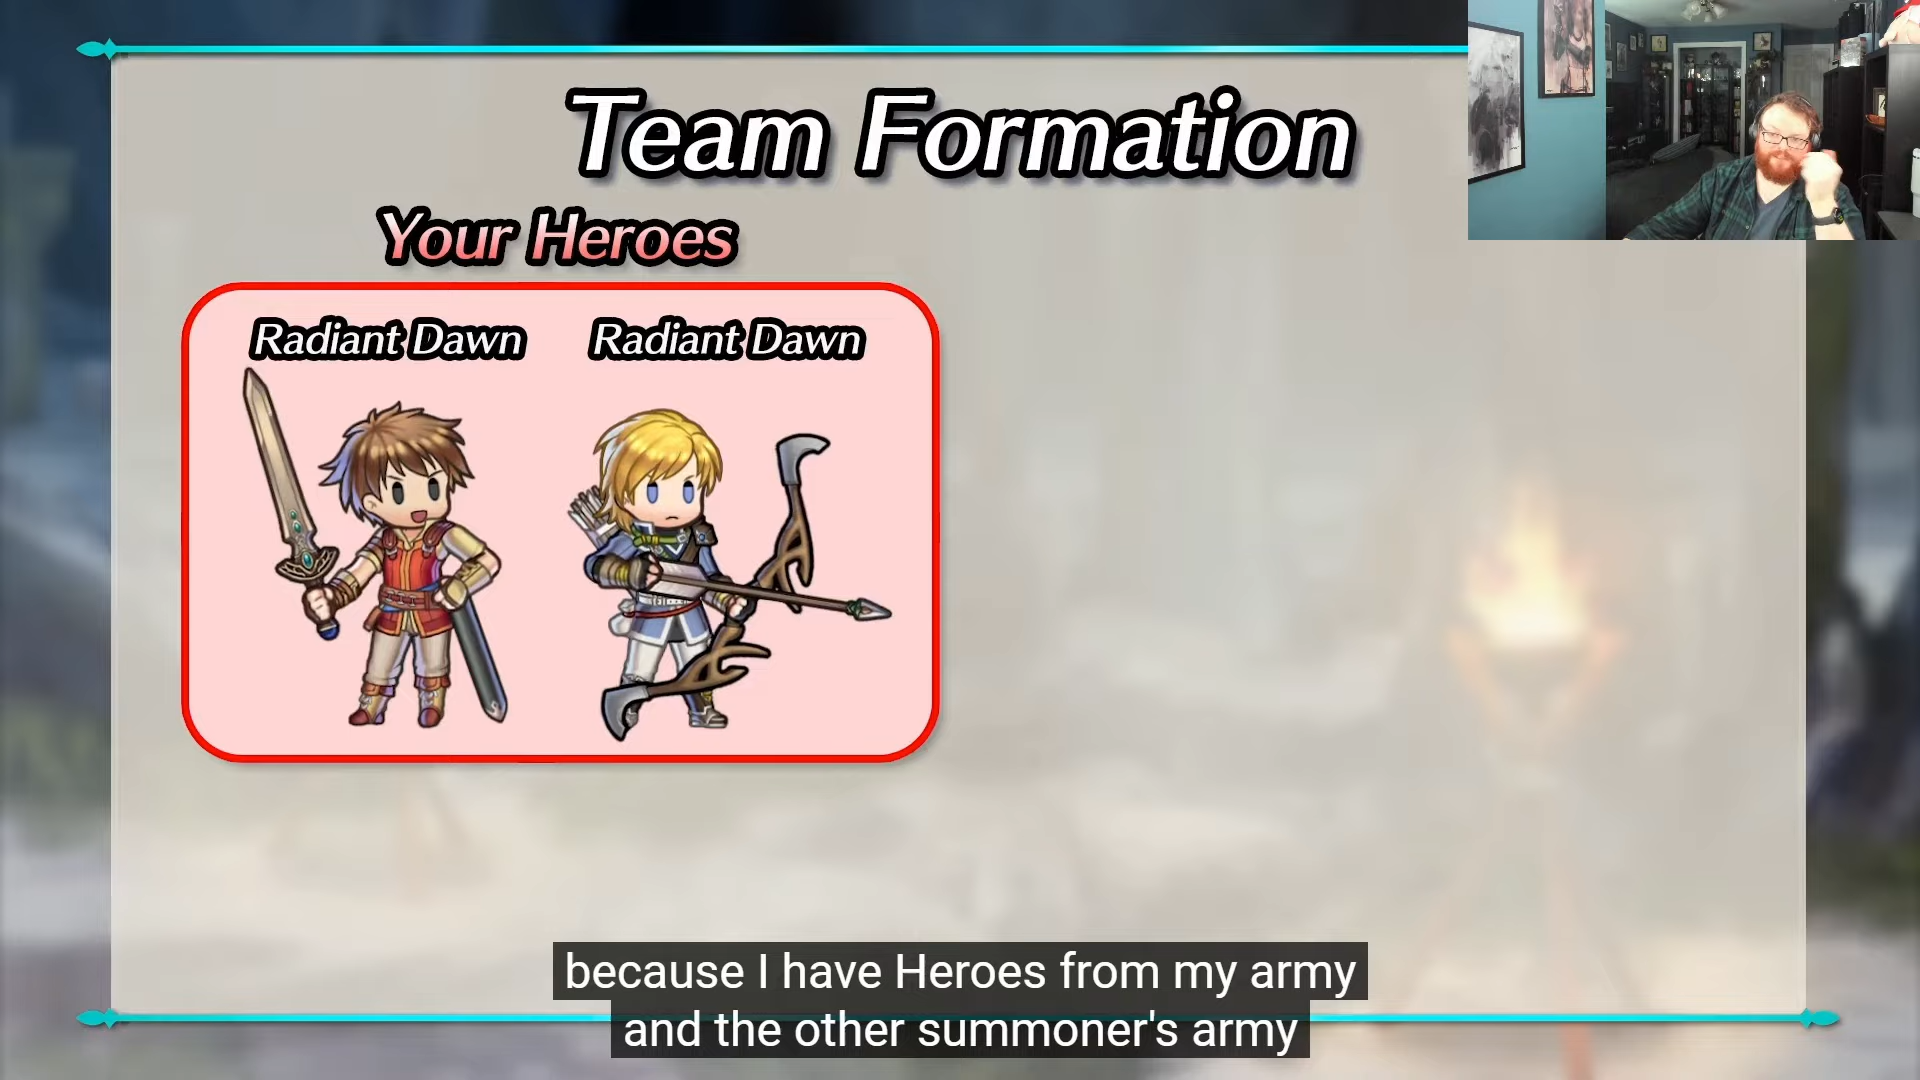 Team Formation
Your Heroes
Radiant Dawn Radiant Dawn
because I have Heroes from my army
and the other summoner's army